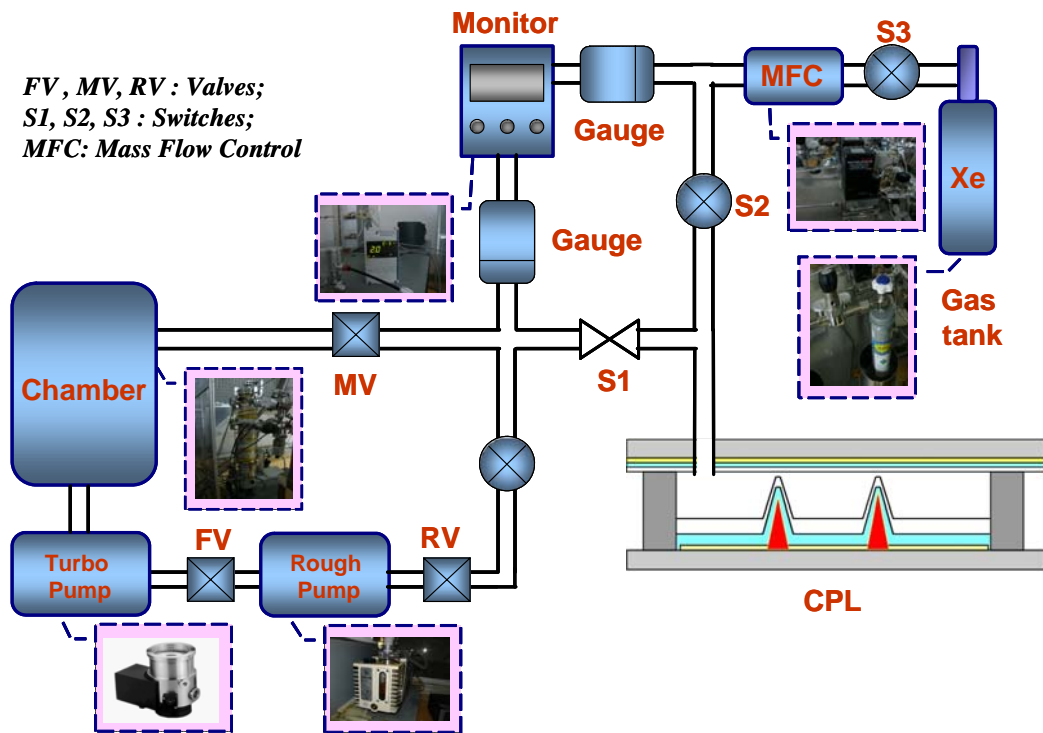 Monitor
S3
FV , MV, RV : Valves;
S1, S2, S3 : Switches;
MFC: Mass Flow Control
MFC
Gauge
Xe
S2
Gauge
Gas
tank
Chamber
MV
S1
FV
RV
Turbo
Pump
Rough
Pump
CPL